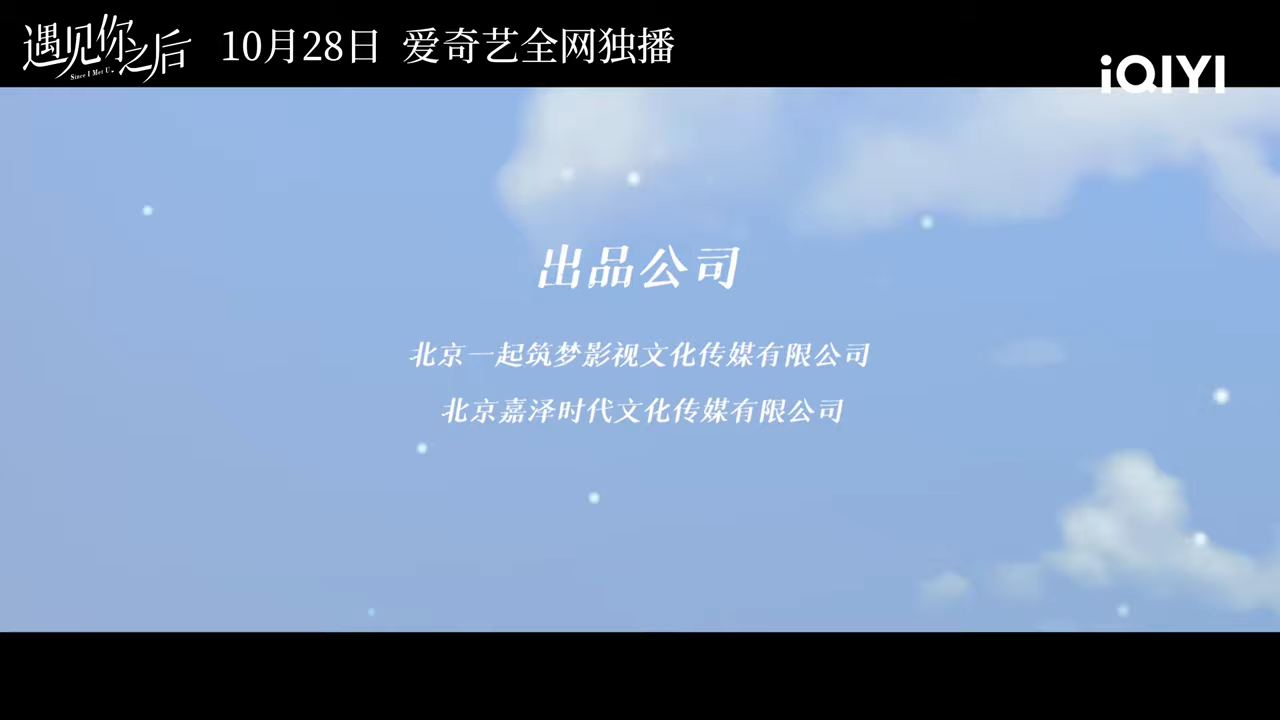 遇见你之后
Since I Met U
10月28日 爱奇艺全网独播
iQIYI
出品公司
北京一起筑梦影视文化传媒有限公司
北京嘉泽时代文化传媒有限公司